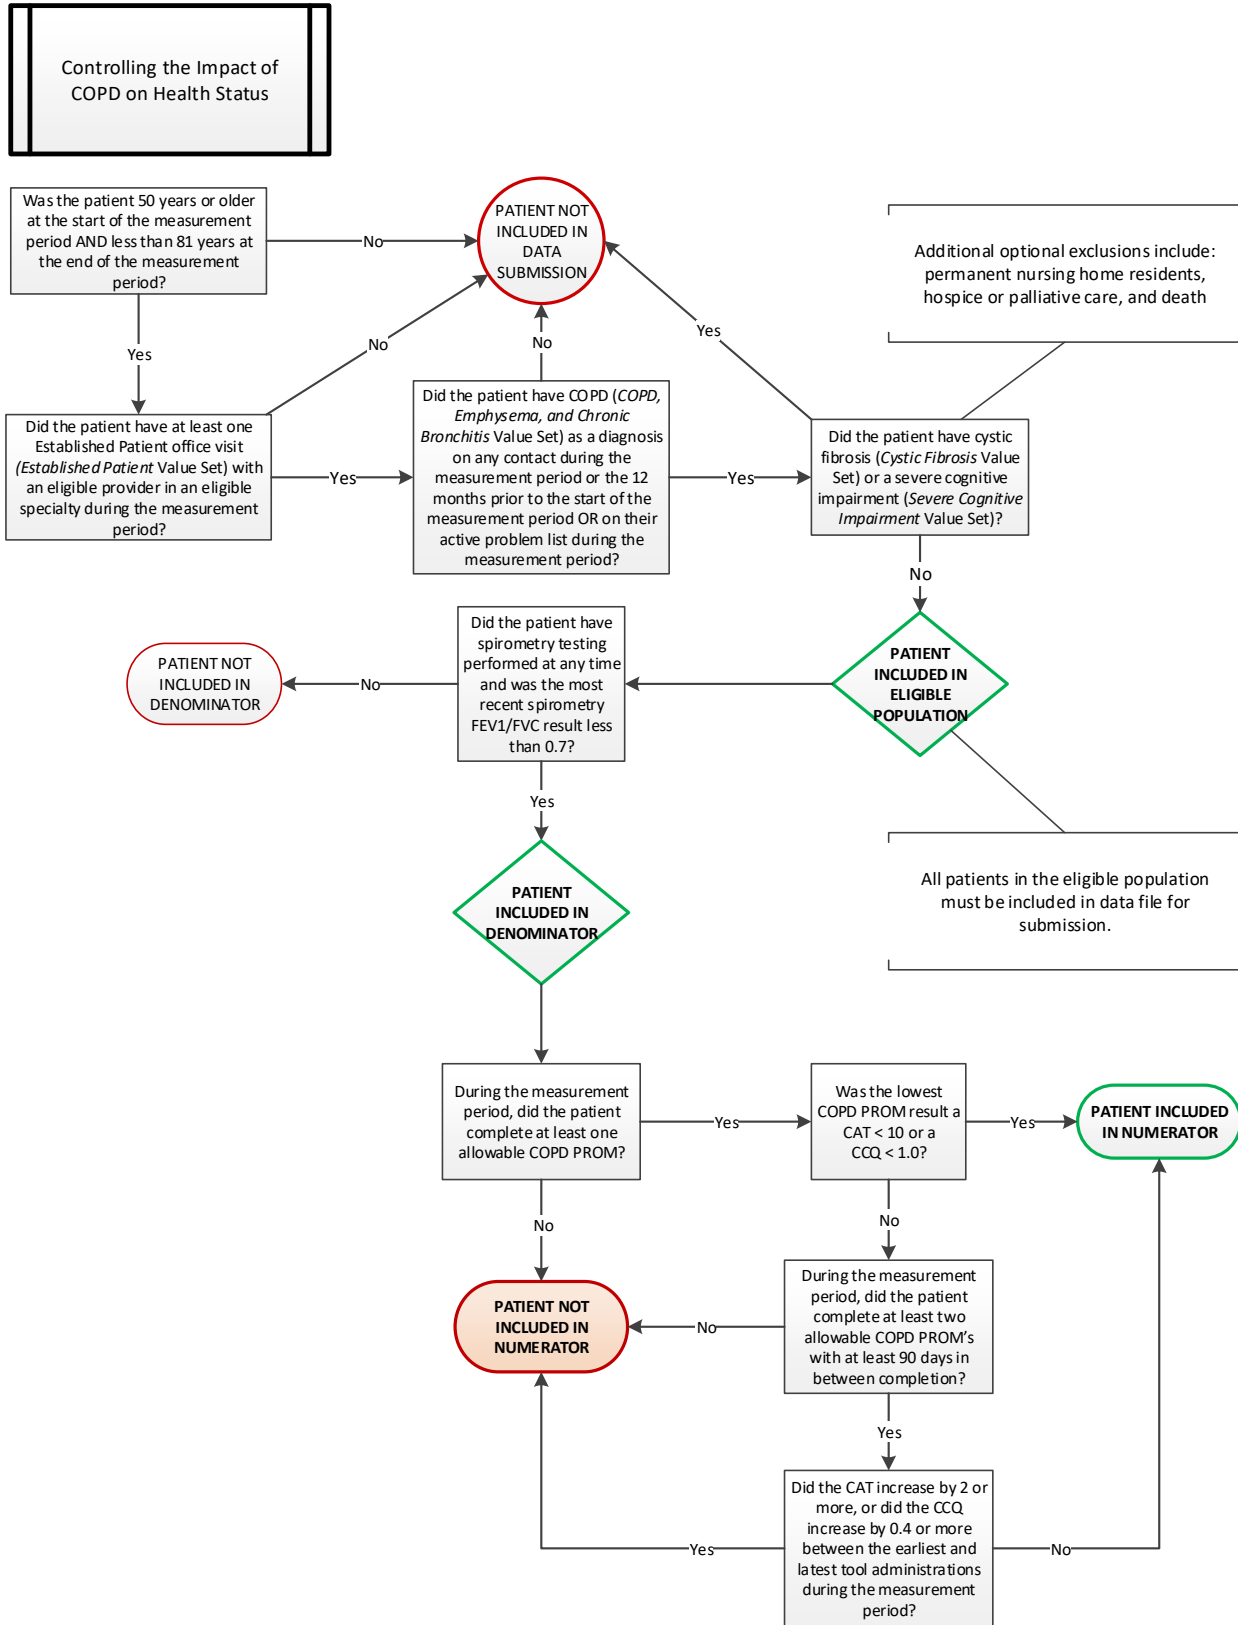 Controlling the Impact of
COPD on Health Status
Was the patient 50 years or older
at the start of the measurement
period AND less than 81 years at
the end of the measurement
period?
No
PATIENT NOT
INCLUDED IN
DATA
SUBMISSION
Additional optional exclusions include:
permanent nursing home residents,
hospice or palliative care, and death
Yes
No
No
Yes
Did the patient have at least one
Established Patient office visit
(Established Patient Value Set) with
an eligible provider in an eligible
specialty during the measurement
period?
Yes
Did the patient have COPD (COPD,
Emphysema, and Chronic
Bronchitis Value Set) as a diagnosis
on any contact during the
measurement period or the 12
months prior to the start of the
measurement period OR on their
active problem list during the
measurement period?
Yes
Did the patient have cystic
fibrosis (Cystic Fibrosis Value
Set) or a severe cognitive
impairment (Severe Cognitive
Impairment Value Set)?
No
PATIENT
INCLUDED IN
ELIGIBLE
POPULATION
Did the patient have
spirometry testing
performed at any time
and was the most
recent spirometry
FEV1/FVC result less
than 0.7?
No
PATIENT NOT
INCLUDED IN
DENOMINATOR
Yes
All patients in the eligible population
must be included in data file for
submission.
PATIENT
INCLUDED IN
DENOMINATOR
During the measurement
period, did the patient
complete at least one
allowable COPD PROM?
Yes
Was the lowest
COPD PROM result a
CAT < 10 or a
CCQ < 1.0?
Yes
PATIENT INCLUDED
IN NUMERATOR
No
No
PATIENT NOT
INCLUDED IN
NUMERATOR
No
During the measurement
period, did the patient
complete at least two
allowable COPD PROM's
with at least 90 days in
between completion?
Yes
Did the CAT increase by 2 or
more, or did the CCQ
increase by 0.4 or more
between the earliest and
latest tool administrations
during the measurement
period?
Yes
No